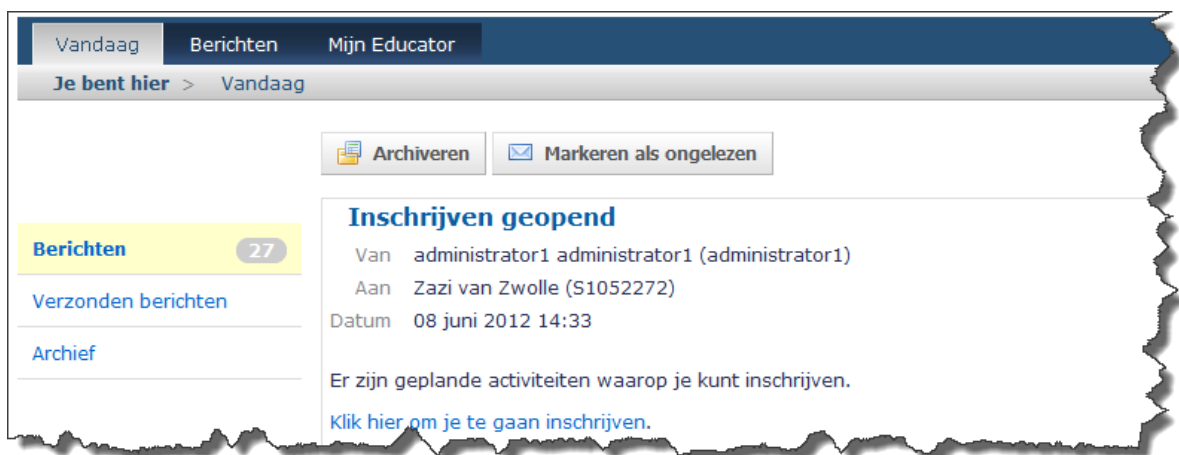 Vandaag Berichten Mijn Educator
Je bent hier > Vandaag
Archiveren Markeren als ongelezen
Inschrijven geopend
Berichten 27
Van administrator1 administrator1 (administrator1)
Aan Zazi van Zwolle (S1052272)
Verzonden berichten
Datum 08 juni 2012 14:33
Archief
Er zijn geplande activiteiten waarop je kunt inschrijven.
Klik hier om je te gaan inschrijven.